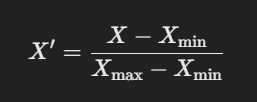 X′ = \frac{X − X_{min}}{X_{max} − X_{min}}